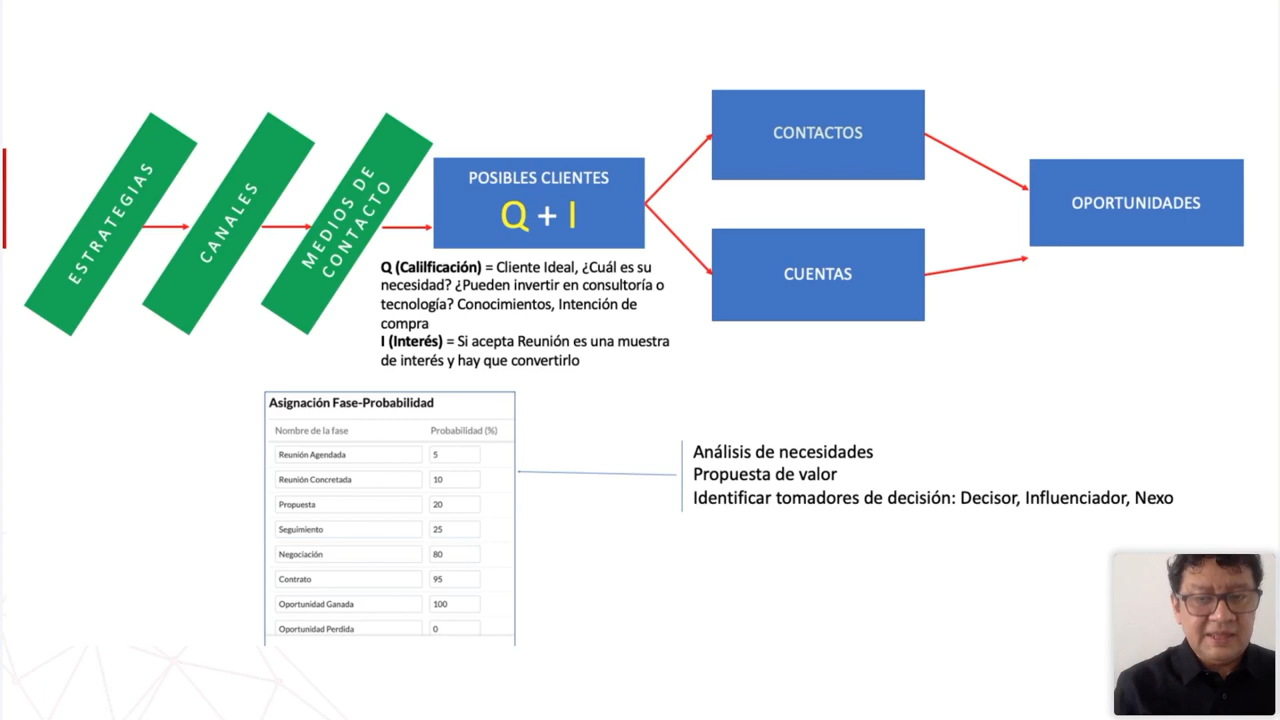 ESTRATEGIAS
CANALES
MEDIOS DE
CONTACTO
POSIBLES CLIENTES
Q + I
CONTACTOS
CUENTAS
OPORTUNIDADES
Q (Calilficación) = Cliente Ideal, ¿Cuál es su
necesidad? ¿Pueden invertir en consultoría o
tecnología? Conocimientos, Intención de
compra
I (Interés) = Si acepta Reunión es una muestra
de interés y hay que convertirlo
Asignación Fase-Probabilidad
Nombre de la fase Probabilidad (%)
Reunión Agendada 5
Reunión Concretada 10
Propuesta 20
Seguimiento 25
Negociación 80
Contrato 95
Oportunidad Ganada 100
Oportunidad Perdida 0
Análisis de necesidades
Propuesta de valor
Identificar tomadores de decisión: Decisor, Influenciador, Nexo